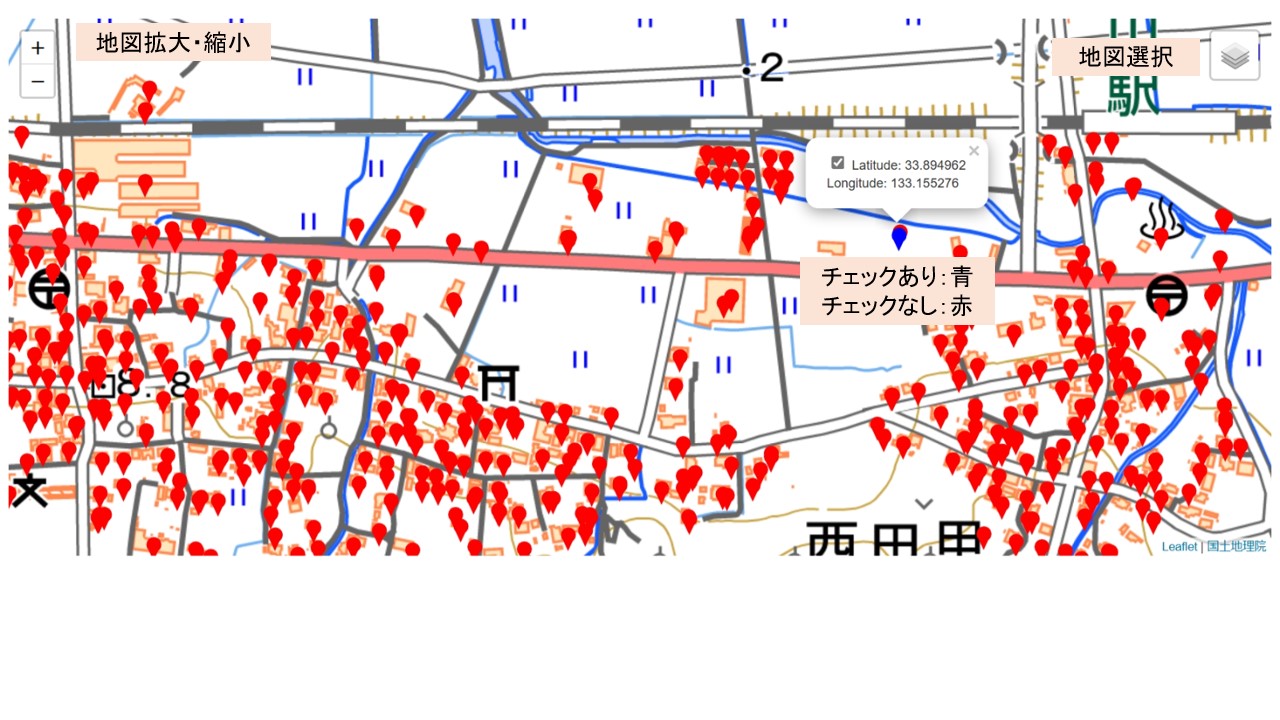 地図拡大・縮小
+
−
2
川
駅
地図選択
×
Latitude: 33.894962
Longitude: 133.155276
チェックあり：青
チェックなし：赤
8.8
西田甲
Leaflet | 国土地理院